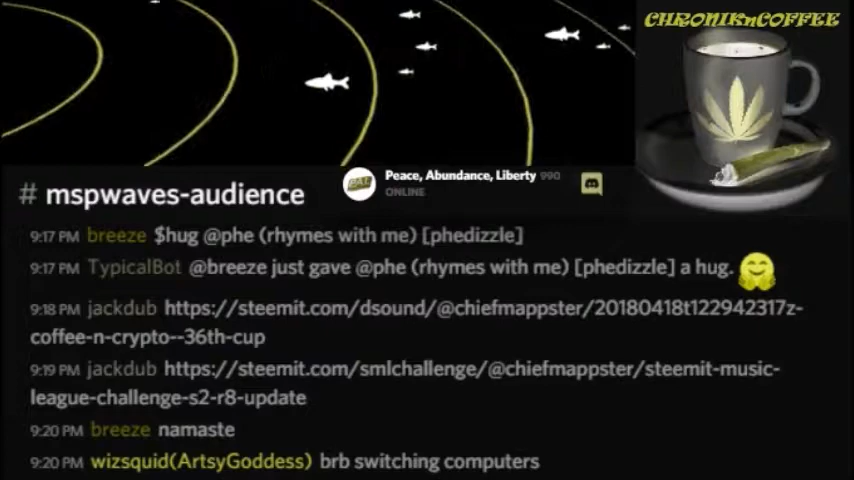 CHRONIKnCOFFEE
# mspwaves-audience
Peace, Abundance, Liberty 990
ONLINE
9:17 PM breeze $hug @phe (rhymes with me) [phedizzle]
9:17 PM TypicalBot @breeze just gave @phe (rhymes with me) [phedizzle] a hug.
9:18 PM jackdub https://steemit.com/dsound/@chiefmappster/20180418t122942317z-
coffee-n-crypto--36th-cup
9:19 PM jackdub https://steemit.com/smlchallenge/@chiefmappster/steemit-music-
league-challenge-s2-r8-update
9:20 PM breeze namaste
9:20 PM wizsquid(ArtsyGoddess) brb switching computers